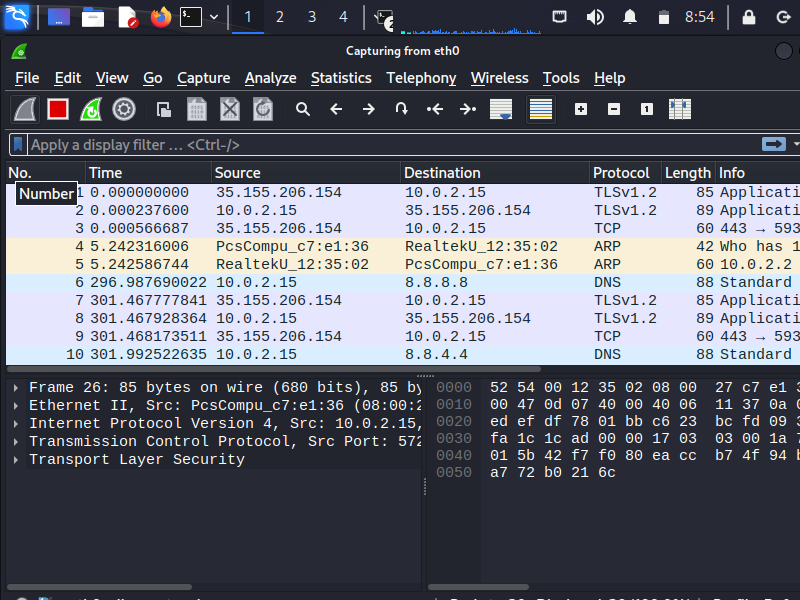 1 2 3 4 2 8:54
Capturing from eth0
File Edit View Go Capture Analyze Statistics Telephony Wireless Tools Help
Apply a display filter … <Ctrl-/>
No. Time Source Destination Protocol Length Info
Number
1 0.000000000 35.155.206.154 10.0.2.15 TLSv1.2 85 Applicati
2 0.000237600 10.0.2.15 35.155.206.154 TLSv1.2 89 Applicati
3 0.000566687 35.155.206.154 10.0.2.15 TCP 60 443 → 593
4 5.242316006 PcsCompu_c7:e1:36 RealtekU_12:35:02 ARP 42 Who has 1
5 5.242586744 RealtekU_12:35:02 PcsCompu_c7:e1:36 ARP 60 10.0.2.2
6 296.987690022 10.0.2.15 8.8.8.8 DNS 88 Standard
7 301.467777841 35.155.206.154 10.0.2.15 TLSv1.2 85 Applicati
8 301.467928364 10.0.2.15 35.155.206.154 TLSv1.2 89 Applicati
9 301.468173511 35.155.206.154 10.0.2.15 TCP 60 443 → 593
10 301.992522635 10.0.2.15 8.8.4.4 DNS 88 Standard
Frame 26: 85 bytes on wire (680 bits), 85 by
Ethernet II, Src: PcsCompu_c7:e1:36 (08:00:2
Internet Protocol Version 4, Src: 10.0.2.15,
Transmission Control Protocol, Src Port: 572
Transport Layer Security
0000 52 54 00 12 35 02 08 00 27 c7 e1 3
0010 00 47 0d 07 40 00 40 06 11 37 0a 0
0020 ed ef df 78 01 bb c6 23 bc fd 09 3
0030 fa 1c 1c ad 00 00 17 03 03 00 1a 7
0040 01 5b 42 f7 f0 80 ea cc b7 4f 94 b
0050 a7 72 b0 21 6c